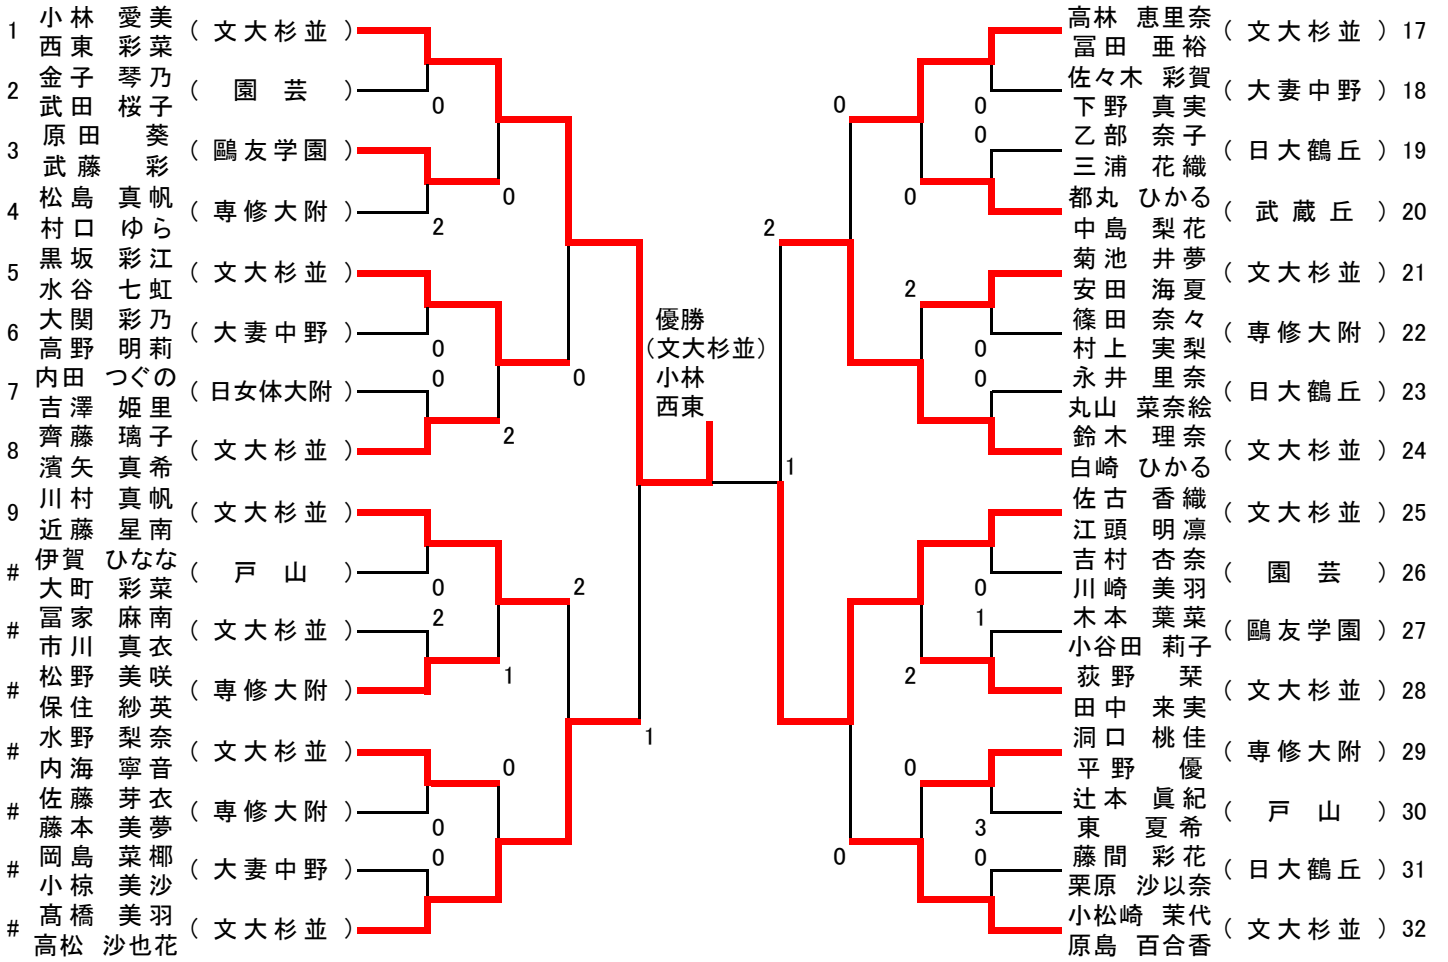 1 小林 愛美 (文大杉並)
西東 彩菜
2 金子 琴乃 (園芸)
武田 桜子
0
3 原田 葵 (鷗友学園)
武藤 彩
0
4 松島 真帆 (専修大附)
村口 ゆら
2
5 黒坂 彩江 (文大杉並)
水谷 七虹
6 大関 彩乃 (大妻中野)
高野 明莉
0
0
7 内田 つぐの (日女体大附)
吉澤 姫里
0
8 齊藤 璃子 (文大杉並)
濱矢 真希
2
9 川村 真帆 (文大杉並)
近藤 星南
# 伊賀 ひなな (戸山)
大町 彩菜
0
2
# 冨家 麻南 (文大杉並)
市川 真衣
2
# 松野 美咲 (専修大附)
保住 紗英
1
# 水野 梨奈 (文大杉並)
内海 寧音
1
0
# 佐藤 芽衣 (専修大附)
藤本 美夢
0
# 岡島 菜椰 (大妻中野)
小椋 美沙
0
# 髙橋 美羽 (文大杉並)
高松 沙也花
優勝
(文大杉並)
小林
西東
高林 恵里奈 (文大杉並) 17
冨田 亜裕
佐々木 彩賀 (大妻中野) 18
下野 真実
0
0
乙部 奈子 (日大鶴丘) 19
三浦 花織
0
都丸 ひかる (武蔵丘) 20
中島 梨花
0
2
菊池 井夢 (文大杉並) 21
安田 海夏
2
篠田 奈々 (専修大附) 22
村上 実梨
0
永井 里奈 (日大鶴丘) 23
丸山 菜奈絵
0
鈴木 理奈 (文大杉並) 24
白崎 ひかる
1
佐古 香織 (文大杉並) 25
江頭 明凛
吉村 杏奈 (園芸) 26
川崎 美羽
0
木本 葉菜 (鷗友学園) 27
小谷田 莉子
1
荻野 栞 (文大杉並) 28
田中 来実
2
洞口 桃佳 (専修大附) 29
平野 優
0
辻本 眞紀 (戸山) 30
東 夏希
3
藤間 彩花 (日大鶴丘) 31
栗原 沙以奈
0
0
小松崎 茉代 (文大杉並) 32
原島 百合香